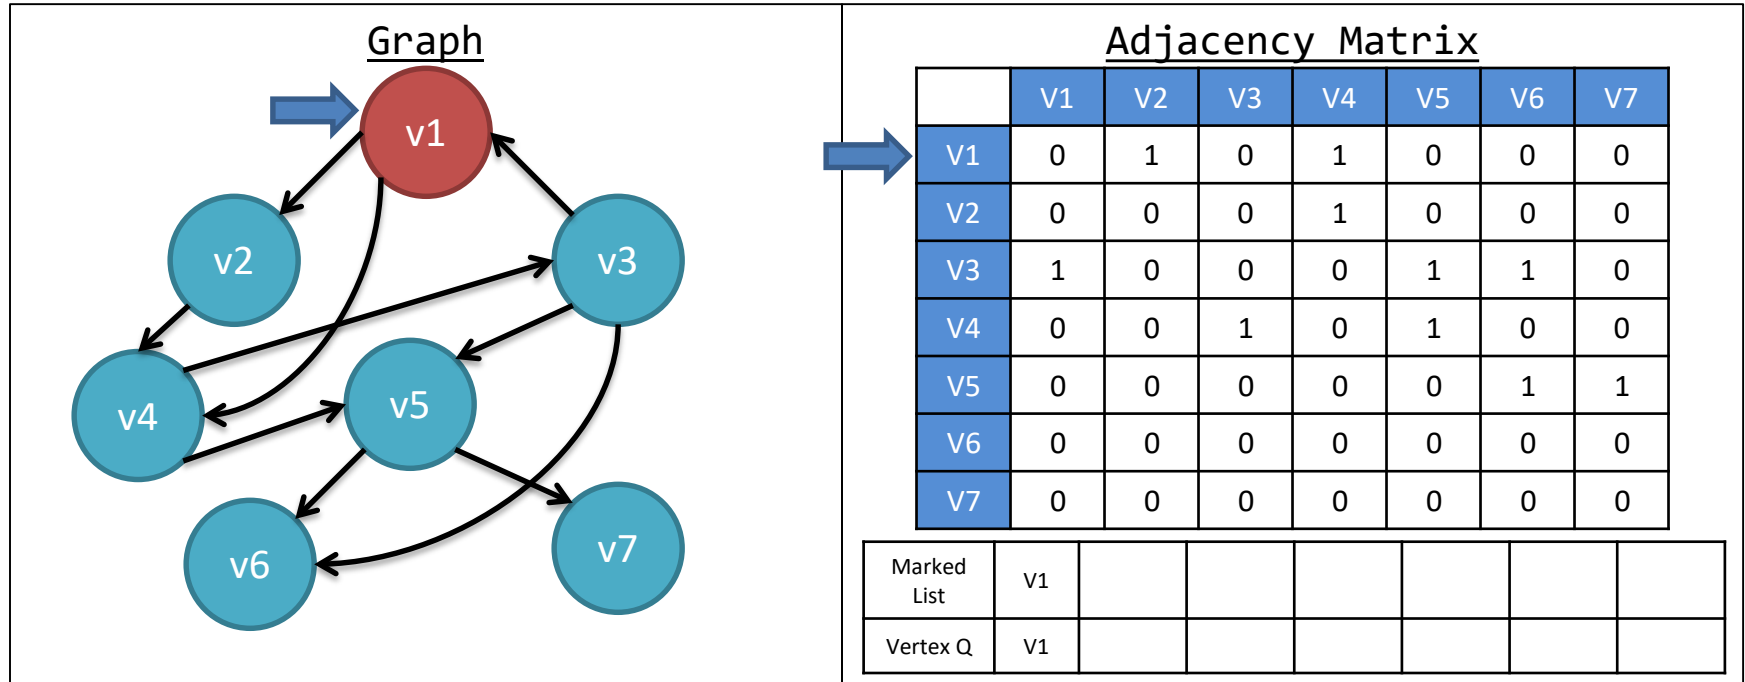 Graph
v1
v2
v3
v4
v5
v6
v7
Adjacency Matrix
V1 V2 V3 V4 V5 V6 V7
V1 0 1 0 1 0 0 0
V2 0 0 0 1 0 0 0
V3 1 0 0 0 1 1 0
V4 0 0 1 0 1 0 0
V5 0 0 0 0 0 1 1
V6 0 0 0 0 0 0 0
V7 0 0 0 0 0 0 0
Marked
List
V1
Vertex Q V1